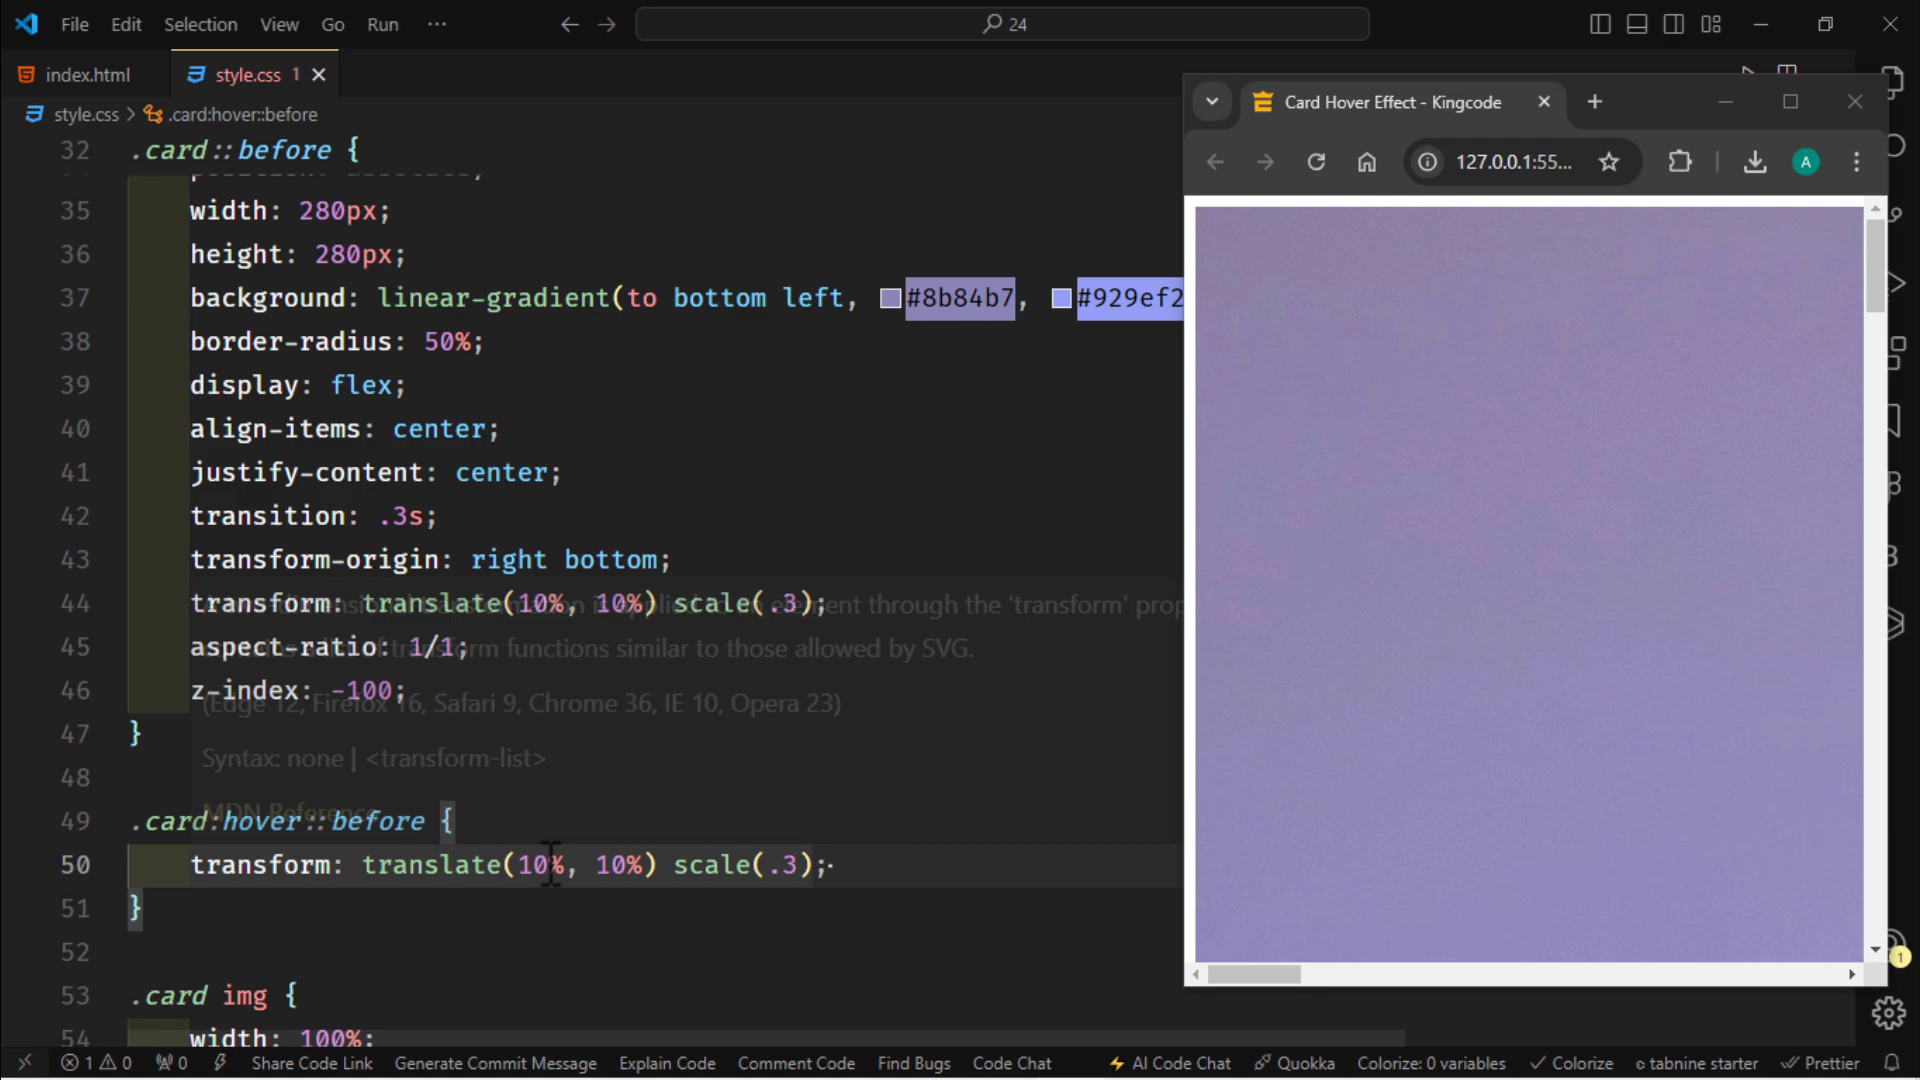 File Edit Selection View Go Run ··· 24
index.html style.css 1
style.css > .card:hover::before
Card Hover Effect - Kingcode
127.0.0.1:55... A
32 .card::before {
35 width: 280px;
36 height: 280px;
37 background: linear-gradient(to bottom left, #8b84b7, #929ef2
38 border-radius: 50%;
39 display: flex;
40 align-items: center;
41 justify-content: center;
42 transition: .3s;
43 transform-origin: right bottom;
44 transform: translate(10%, 10%) scale(.3);
element through the 'transform' prop
45 aspect-ratio: 1/1;
transform functions similar to those allowed by SVG.
46 z-index: -100;
(Edge 12, Firefox 16, Safari 9, Chrome 36, IE 10, Opera 23)
47 }
Syntax: none | <transform-list>
48
MDN Reference
49 .card:hover::before {
50 transform: translate(10%, 10%) scale(.3);
51 }
52
53 .card img {
54 width: 100%;
1 0 0 Share Code Link Generate Commit Message Explain Code Comment Code Find Bugs Code Chat AI Code Chat Quokka Colorize: 0 variables Colorize tabnine starter Prettier
1